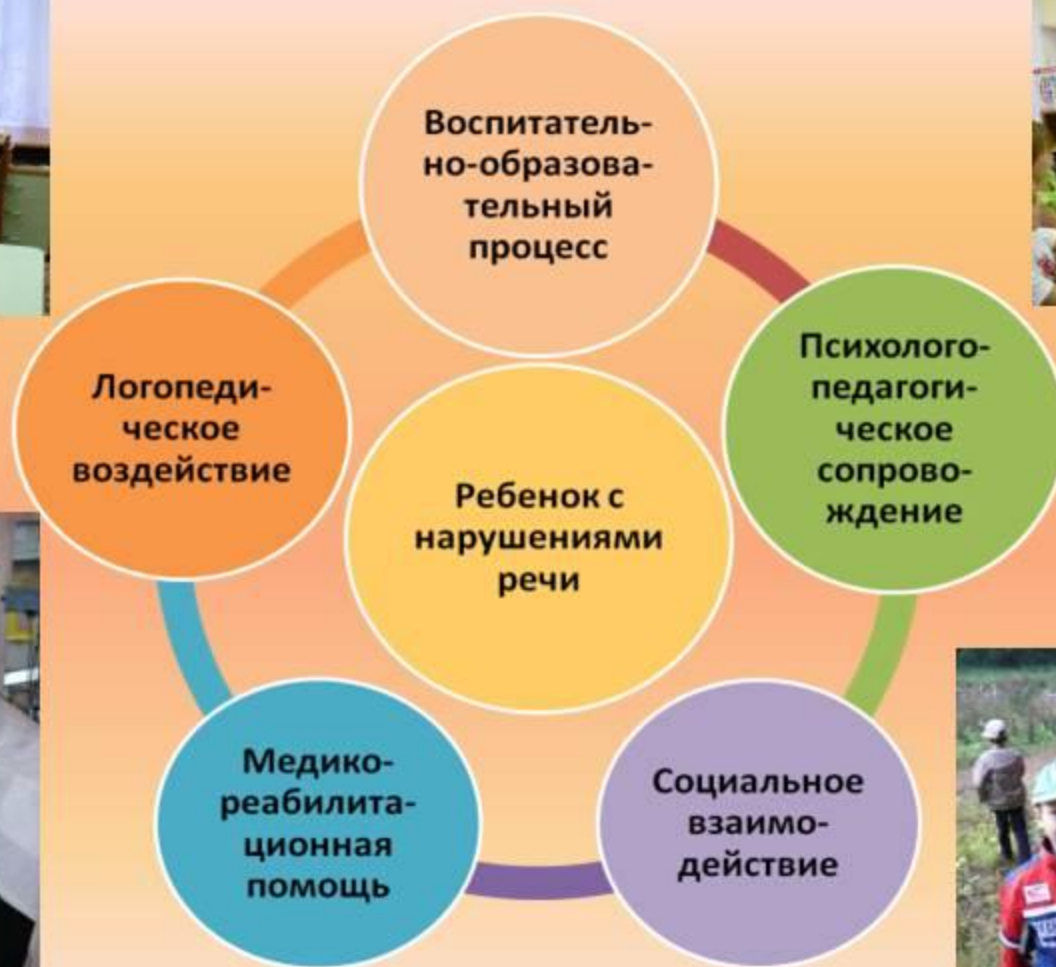 Воспитатель-
но-образова-
тельный
процесс
Логопеди-
ческое
воздействие
Психолого-
педагоги-
ческое
сопрово-
ждение
Ребенок с
нарушениями
речи
Медико-
реабилита-
ционная
помощь
Социальное
взаимо-
действие